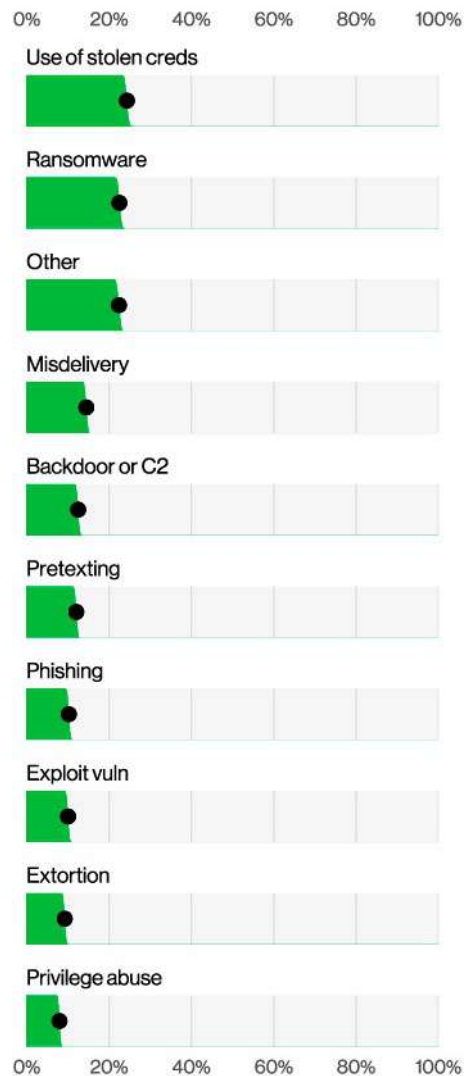 0% 20% 40% 60% 80% 100%
Use of stolen creds
Ransomware
Other
Misdelivery
Backdoor or C2
Pretexting
Phishing
Exploit vuln
Extortion
Privilege abuse
0% 20% 40% 60% 80% 100%